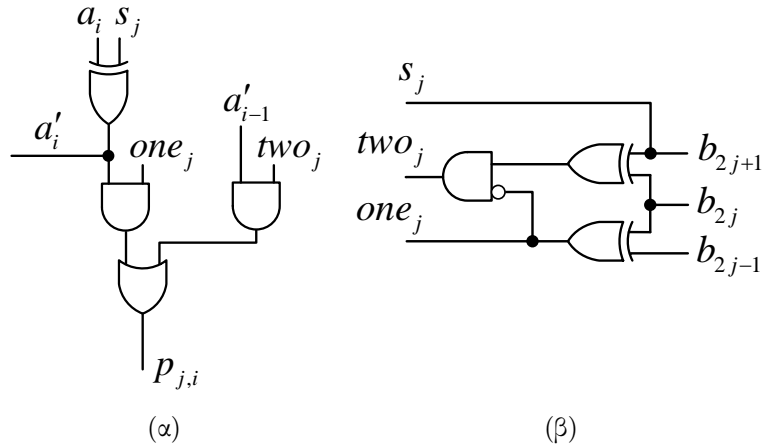 a_i s_j
a'_i
one_j
a'_{i-1}
two_j
p_{j,i}
(α)
s_j
two_j
one_j
b_{2j+1}
b_{2j}
b_{2j-1}
(β)